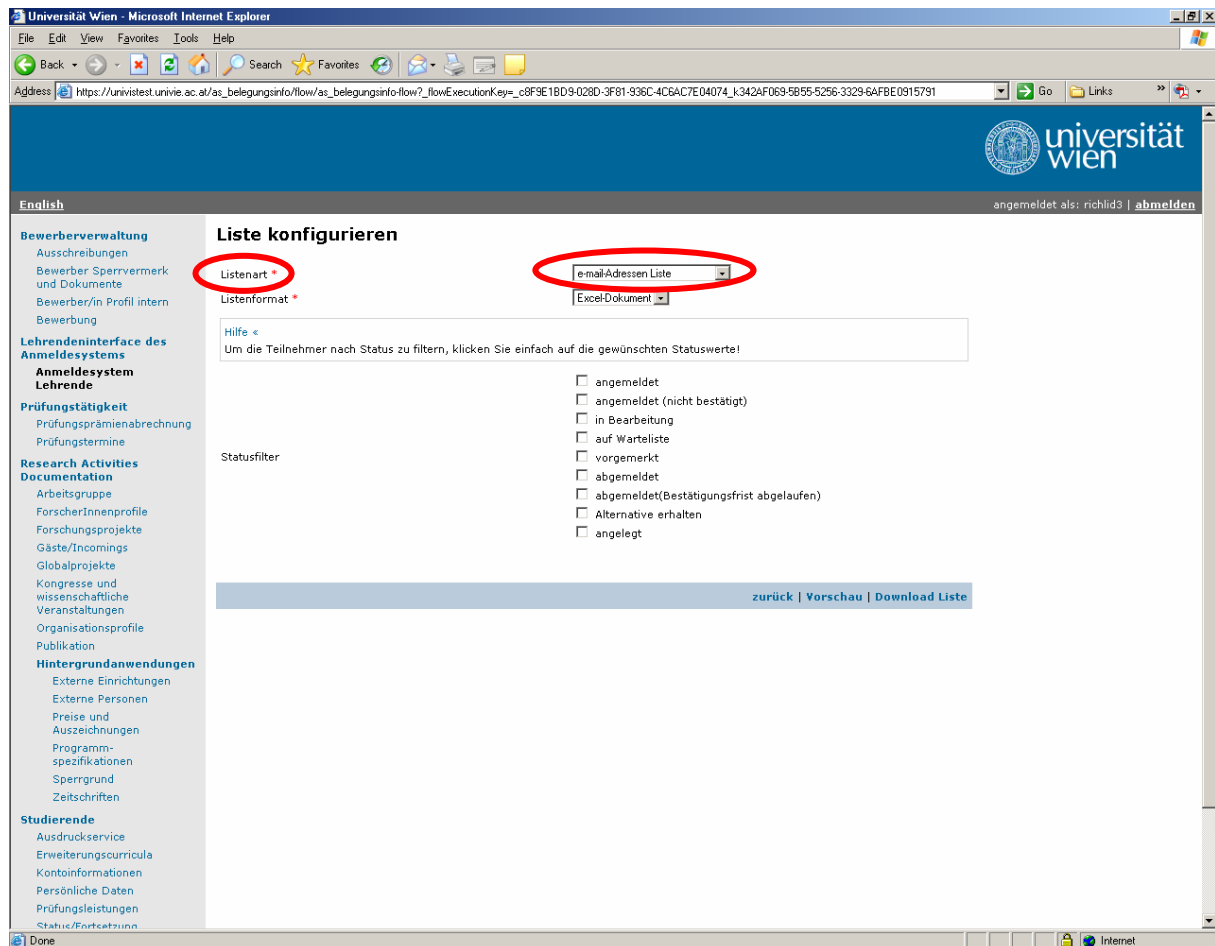 Universität Wien - Microsoft Internet Explorer
File Edit View Favorites Tools Help
Back Search Favorites
Address https://univistest.univie.ac.at/as_belegungsinfo/flow/as_belegungsinfo-flow?_flowExecutionKey=_c8F9E1BD9-028D-3F81-936C-4C6AC7E04074_k342AF069-5B55-5256-3329-6AFBE0915791 Go Links »
universität
wien
English angemeldet als: richlid3 | abmelden
Bewerberverwaltung
Ausschreibungen
Bewerber Sperrvermerk
und Dokumente
Bewerber/in Profil intern
Bewerbung
Lehrendeninterface des
Anmeldesystems
Anmeldesystem
Lehrende
Prüfungstätigkeit
Prüfungsprämienabrechnung
Prüfungstermine
Research Activities
Documentation
Arbeitsgruppe
ForscherInnenprofile
Forschungsprojekte
Gäste/Incomings
Globalprojekte
Kongresse und
wissenschaftliche
Veranstaltungen
Organisationsprofile
Publikation
Hintergrundanwendungen
Externe Einrichtungen
Externe Personen
Preise und
Auszeichnungen
Programm-
spezifikationen
Sperrgrund
Zeitschriften
Studierende
Ausdruckservice
Erweiterungscurricula
Kontoinformationen
Persönliche Daten
Prüfungsleistungen
Status/Fortsetzung
Liste konfigurieren
Listenart * e-mail-Adressen Liste
Listenformat * Excel-Dokument
Hilfe «
Um die Teilnehmer nach Status zu filtern, klicken Sie einfach auf die gewünschten Statuswerte!
Statusfilter
angemeldet
angemeldet (nicht bestätigt)
in Bearbeitung
auf Warteliste
vorgemerkt
abgemeldet
abgemeldet(Bestätigungsfrist abgelaufen)
Alternative erhalten
angelegt
zurück | Vorschau | Download Liste
Done Internet